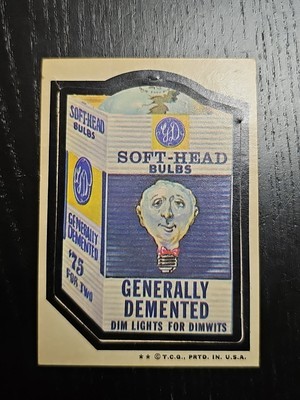 SOFT-HEAD
BULBS
GD
GENERALLY
DEMENTED
75
FOR TWO
GD
SOFT-HEAD
BULBS
GENERALLY
DEMENTED
DIM LIGHTS FOR DIMWITS
** © T.C.G., PRTD. IN U.S.A.